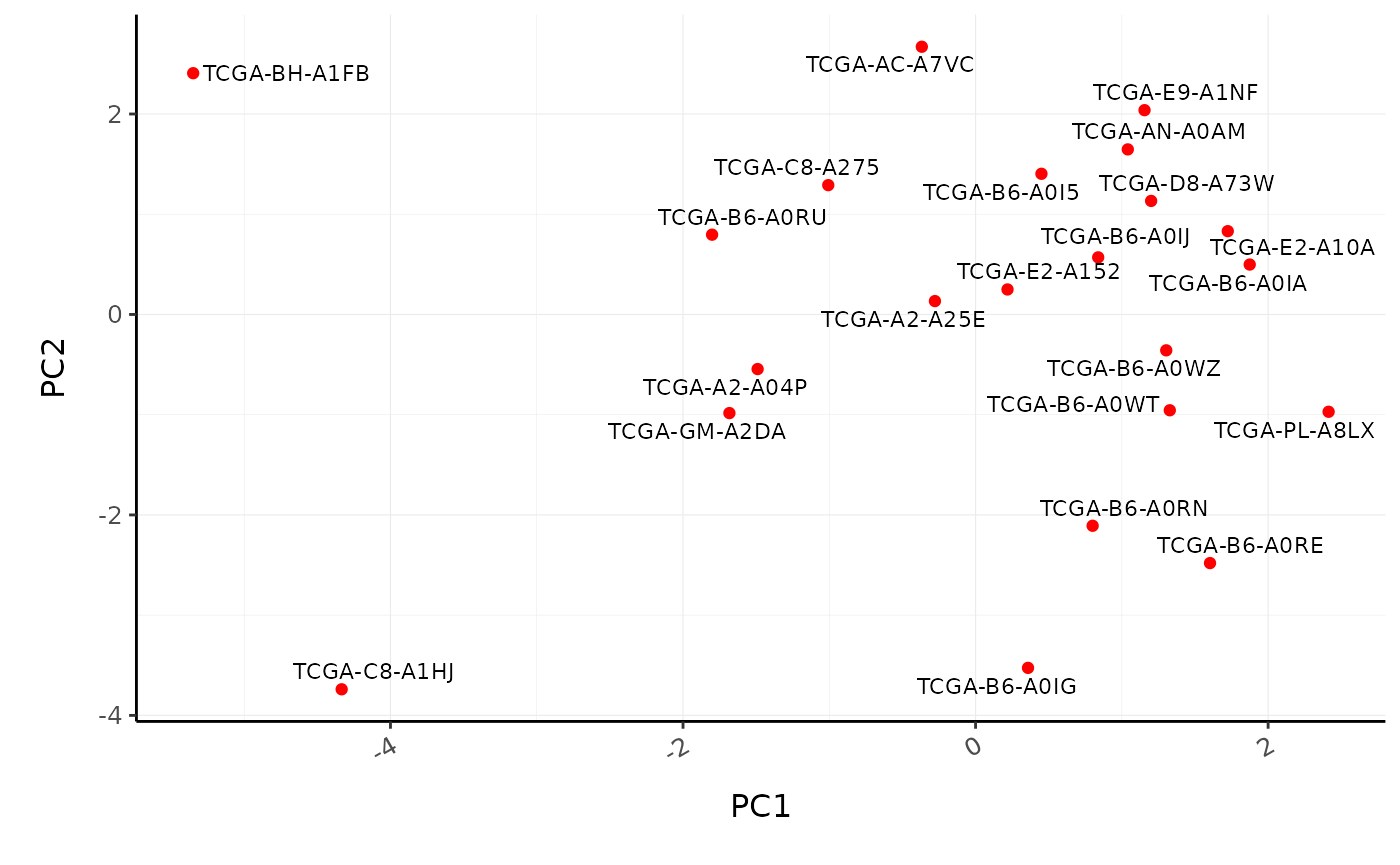 TCGA-BH-A1FB
TCGA-AC-A7VC
TCGA-E9-A1NF
TCGA-AN-A0AM
TCGA-C8-A275
TCGA-B6-A0I5
TCGA-D8-A73W
TCGA-B6-A0RU
TCGA-B6-A0IJ
TCGA-E2-A10A
TCGA-E2-A152
TCGA-B6-A0IA
TCGA-A2-A25E
TCGA-B6-A0WZ
TCGA-A2-A04P
TCGA-B6-A0WT
TCGA-GM-A2DA
TCGA-PL-A8LX
TCGA-B6-A0RN
TCGA-B6-A0RE
TCGA-C8-A1HJ
TCGA-B6-A0IG
2
0
-2
-4
PC2
-4
-2
0
2
PC1